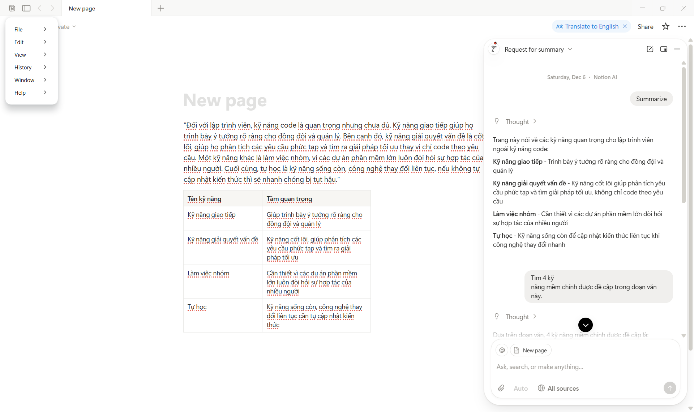 New page
File
Edit
View
History
Window
Help
Translate to English
Share
New page
"Đối với lập trình viên, kỹ năng code là quan trọng nhưng chưa đủ. Kỹ năng giao tiếp giúp họ
trình bày ý tưởng rõ ràng cho đồng đội và quản lý. Bên cạnh đó, kỹ năng giải quyết vấn đề là cốt
lõi, giúp họ phân tích các yêu cầu phức tạp và tìm ra giải pháp tối ưu thay vì chỉ code theo yêu
cầu. Một kỹ năng khác là làm việc nhóm, vì các dự án phần mềm lớn luôn đòi hỏi sự hợp tác của
nhiều người. Cuối cùng, tự học là kỹ năng sống còn, công nghệ thay đổi liên tục, nếu không tự
cập nhật kiến thức thì sẽ nhanh chóng bị tụt hậu."
Tên kỹ năng
Tầm quan trọng
Kỹ năng giao tiếp
Giúp trình bày ý tưởng rõ ràng cho
đồng đội và quản lý
Kỹ năng giải quyết vấn đề
Kỹ năng cốt lõi, giúp phân tích các
yêu cầu phức tạp và tìm ra giải
pháp tối ưu
Làm việc nhóm
Cần thiết vì các dự án phần mềm
lớn luôn đòi hỏi sự hợp tác của
nhiều người
Tự học
Kỹ năng sống còn, công nghệ thay
đổi liên tục cần tự cập nhật kiến
thức
Request for summary
Saturday, Dec 6 • Notion AI
Summarize
Thought
Trang này nói về các kỹ năng quan trọng cho lập trình viên
ngoài kỹ năng code:
Kỹ năng giao tiếp - Trình bày ý tưởng rõ ràng cho đồng đội và
quản lý
Kỹ năng giải quyết vấn đề - Kỹ năng cốt lõi giúp phân tích yêu
cầu phức tạp và tìm giải pháp tối ưu, không chỉ code theo yêu
cầu
Làm việc nhóm - Cần thiết vì các dự án phần mềm lớn đòi hỏi
sự hợp tác của nhiều người
Tự học - Kỹ năng sống còn để cập nhật kiến thức liên tục khi
công nghệ thay đổi nhanh
Tìm 4 kỹ
năng mềm chính được đề cập trong đoạn văn
này.
Thought
Dựa trên đoạn văn, 4 kỹ năng mềm chính được đề cập
New page
Ask, search, or make anything...
Auto
All sources